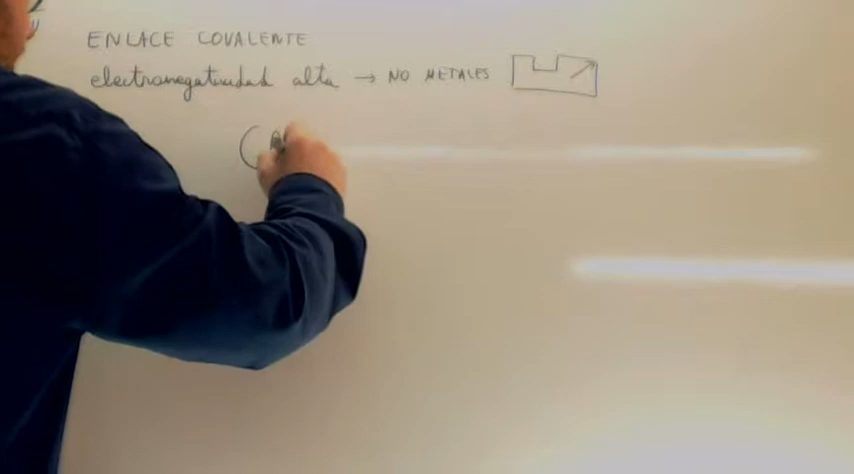 ENLACE COVALENTE
electronegatividad alta → NO METALES
(